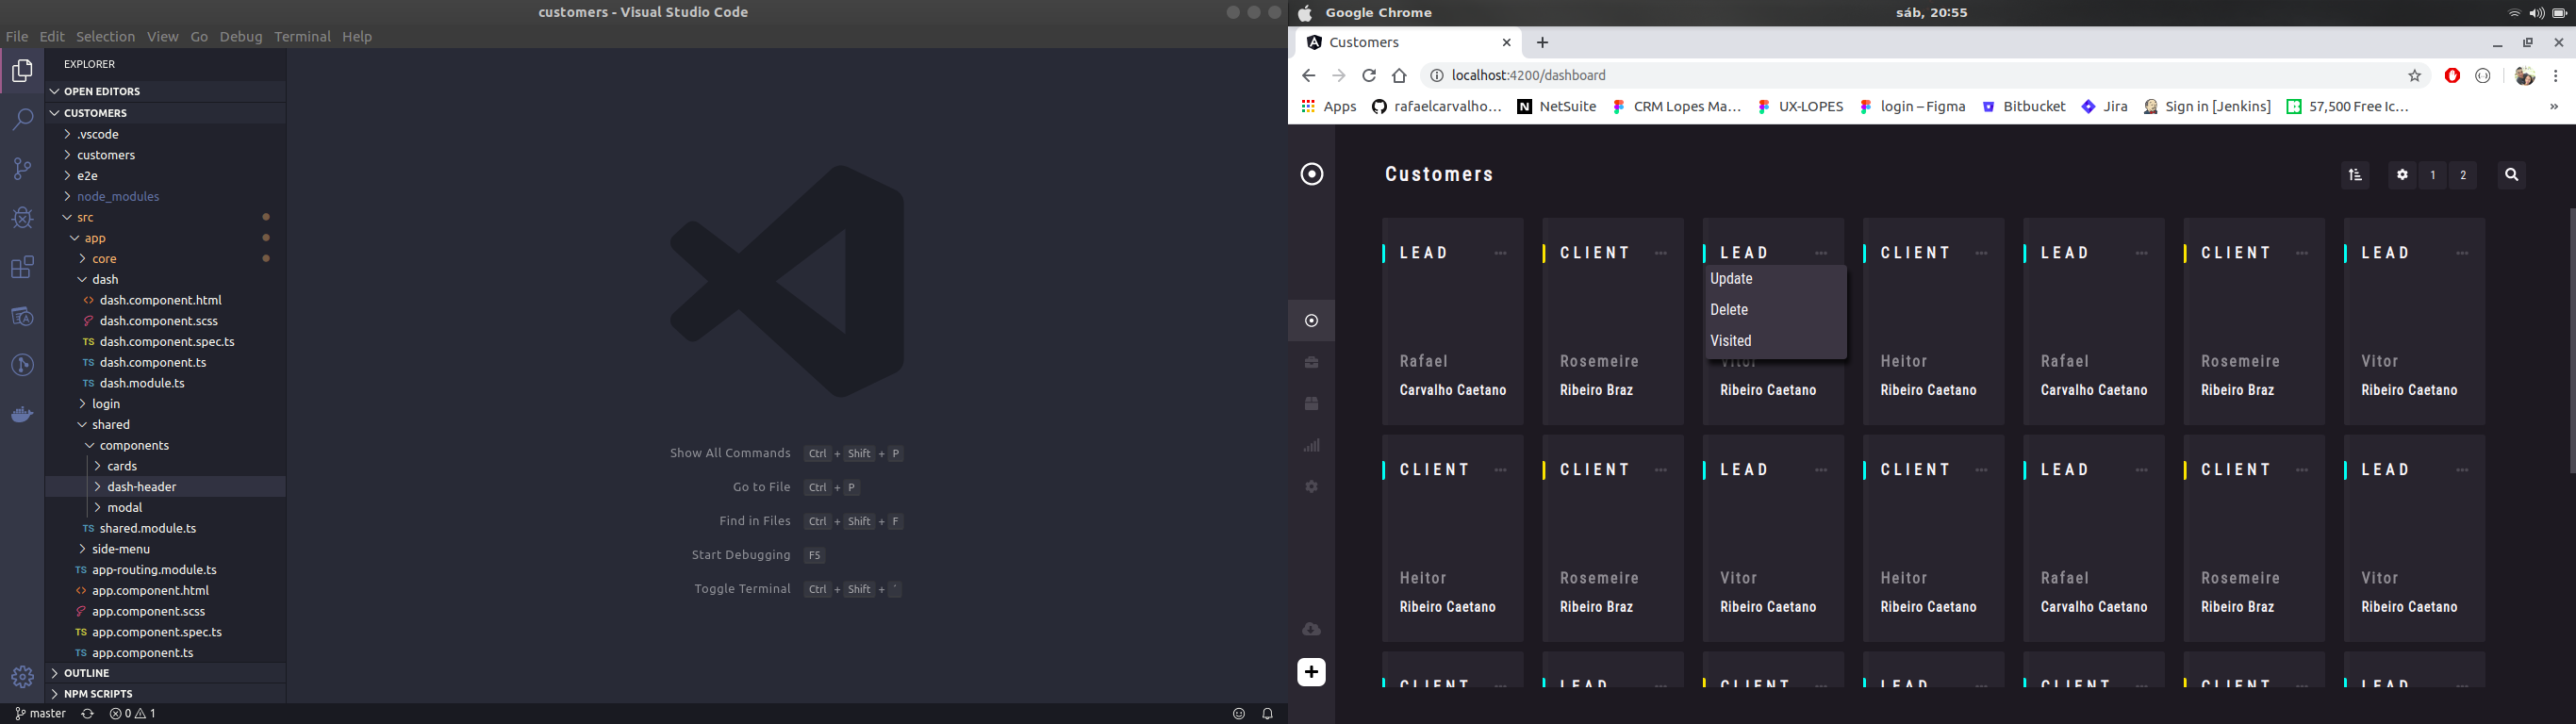 customers - Visual Studio Code
File Edit Selection View Go Debug Terminal Help
EXPLORER
OPEN EDITORS
CUSTOMERS
.vscode
customers
e2e
node_modules
src
app
core
dash
dash.component.html
dash.component.scss
TS dash.component.spec.ts
TS dash.component.ts
TS dash.module.ts
login
shared
components
cards
dash-header
modal
TS shared.module.ts
side-menu
TS app-routing.module.ts
app.component.html
app.component.scss
TS app.component.spec.ts
TS app.component.ts
OUTLINE
NPM SCRIPTS
master 0 1
Show All Commands Ctrl + Shift + P
Go to File Ctrl + P
Find in Files Ctrl + Shift + F
Start Debugging F5
Toggle Terminal Ctrl + Shift + `
Google Chrome sáb, 20:55
Customers
localhost:4200/dashboard
Apps rafaelcarvalho… NetSuite CRM Lopes Ma… UX-LOPES login – Figma Bitbucket Jira Sign in [Jenkins] 57,500 Free Ic… »
Customers 1 2
LEAD CLIENT LEAD CLIENT LEAD CLIENT LEAD
Update
Delete
Visited
Rafael Rosemeire Vitor Heitor Rafael Rosemeire Vitor
Carvalho Caetano Ribeiro Braz Ribeiro Caetano Ribeiro Caetano Carvalho Caetano Ribeiro Braz Ribeiro Caetano
CLIENT CLIENT LEAD CLIENT LEAD CLIENT LEAD
Heitor Rosemeire Vitor Heitor Rafael Rosemeire Vitor
Ribeiro Caetano Ribeiro Braz Ribeiro Caetano Ribeiro Caetano Carvalho Caetano Ribeiro Braz Ribeiro Caetano
CLIENT LEAD CLIENT LEAD CLIENT LEAD LEAD